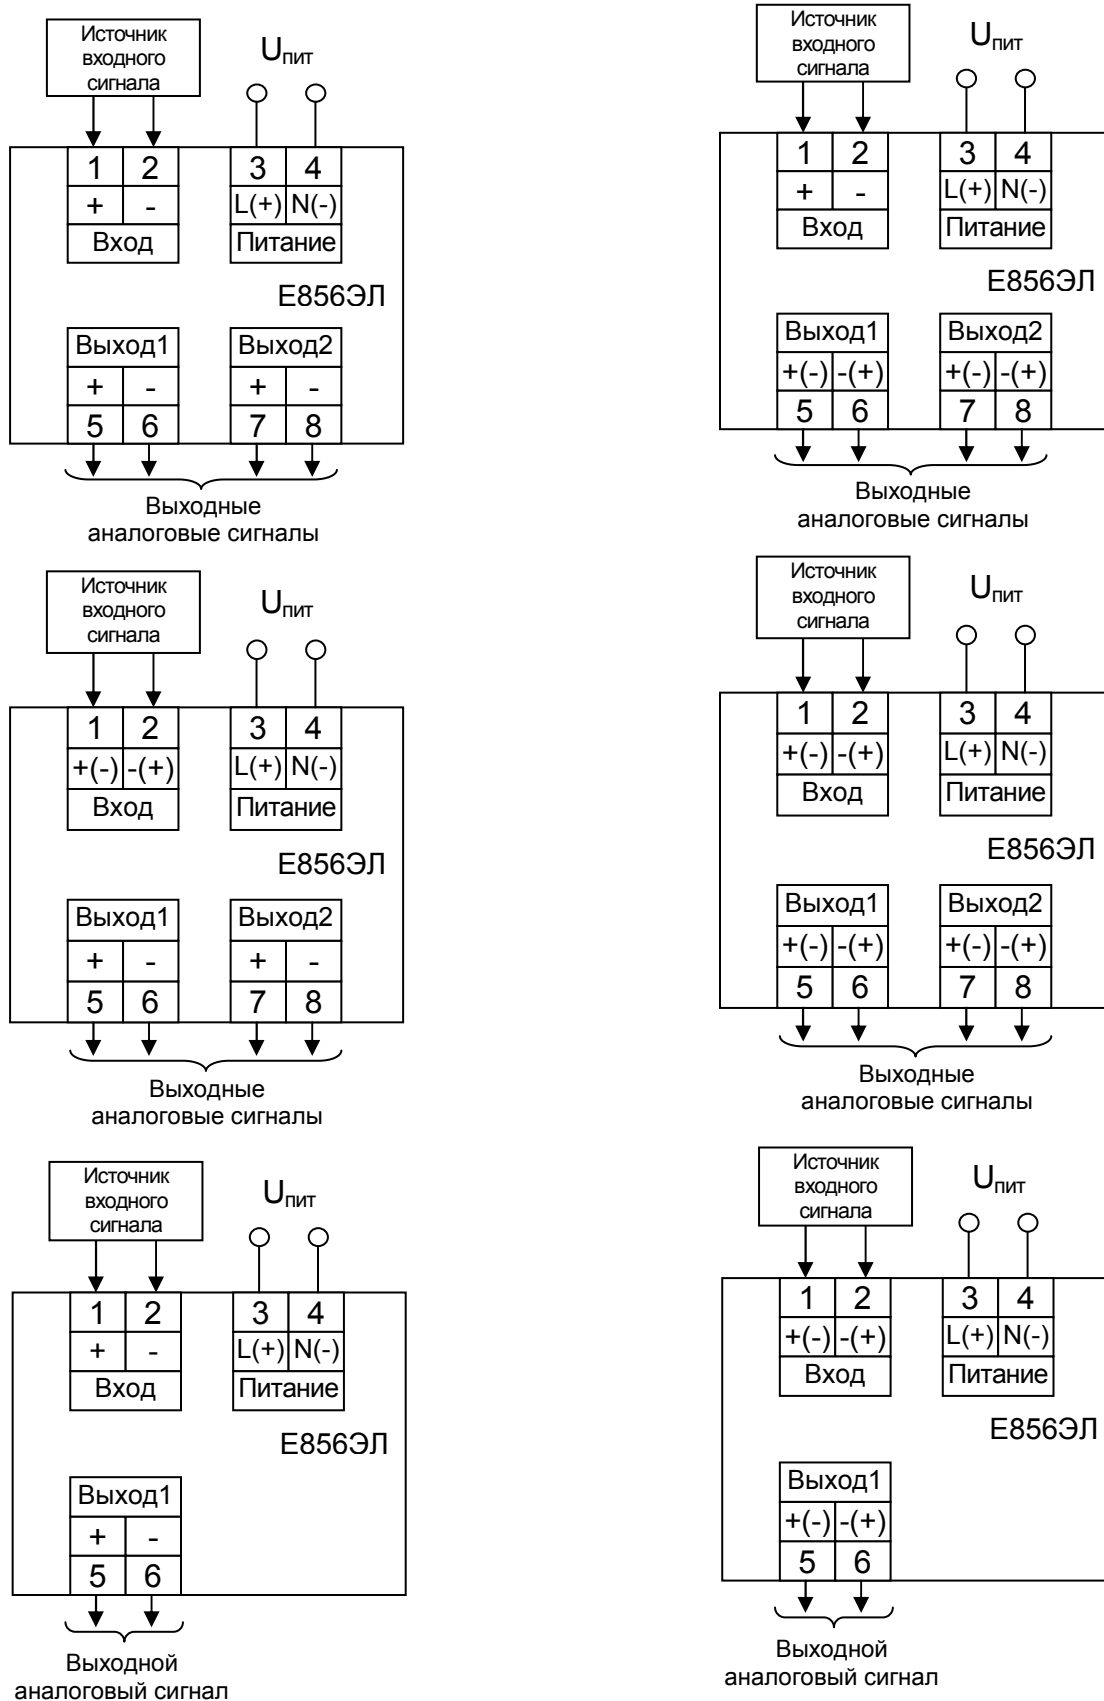 Источник
входного
сигнала
Uпит
1 2 3 4
+ - L(+) N(-)
Вход Питание
Е856ЭЛ
Выход1 Выход2
+ - + -
5 6 7 8
Выходные
аналоговые сигналы
Источник
входного
сигнала
Uпит
1 2 3 4
+ - L(+) N(-)
Вход Питание
Е856ЭЛ
Выход1 Выход2
+(-) -(+) +(-) -(+)
5 6 7 8
Выходные
аналоговые сигналы
Источник
входного
сигнала
Uпит
1 2 3 4
+(-) -(+) L(+) N(-)
Вход Питание
Е856ЭЛ
Выход1 Выход2
+ - + -
5 6 7 8
Выходные
аналоговые сигналы
Источник
входного
сигнала
Uпит
1 2 3 4
+(-) -(+) L(+) N(-)
Вход Питание
Е856ЭЛ
Выход1 Выход2
+(-) -(+) +(-) -(+)
5 6 7 8
Выходные
аналоговые сигналы
Источник
входного
сигнала
Uпит
1 2 3 4
+ - L(+) N(-)
Вход Питание
Е856ЭЛ
Выход1
+ -
5 6
Выходной
аналоговый сигнал
Источник
входного
сигнала
Uпит
1 2 3 4
+(-) -(+) L(+) N(-)
Вход Питание
Е856ЭЛ
Выход1
+(-) -(+)
5 6
Выходной
аналоговый сигнал